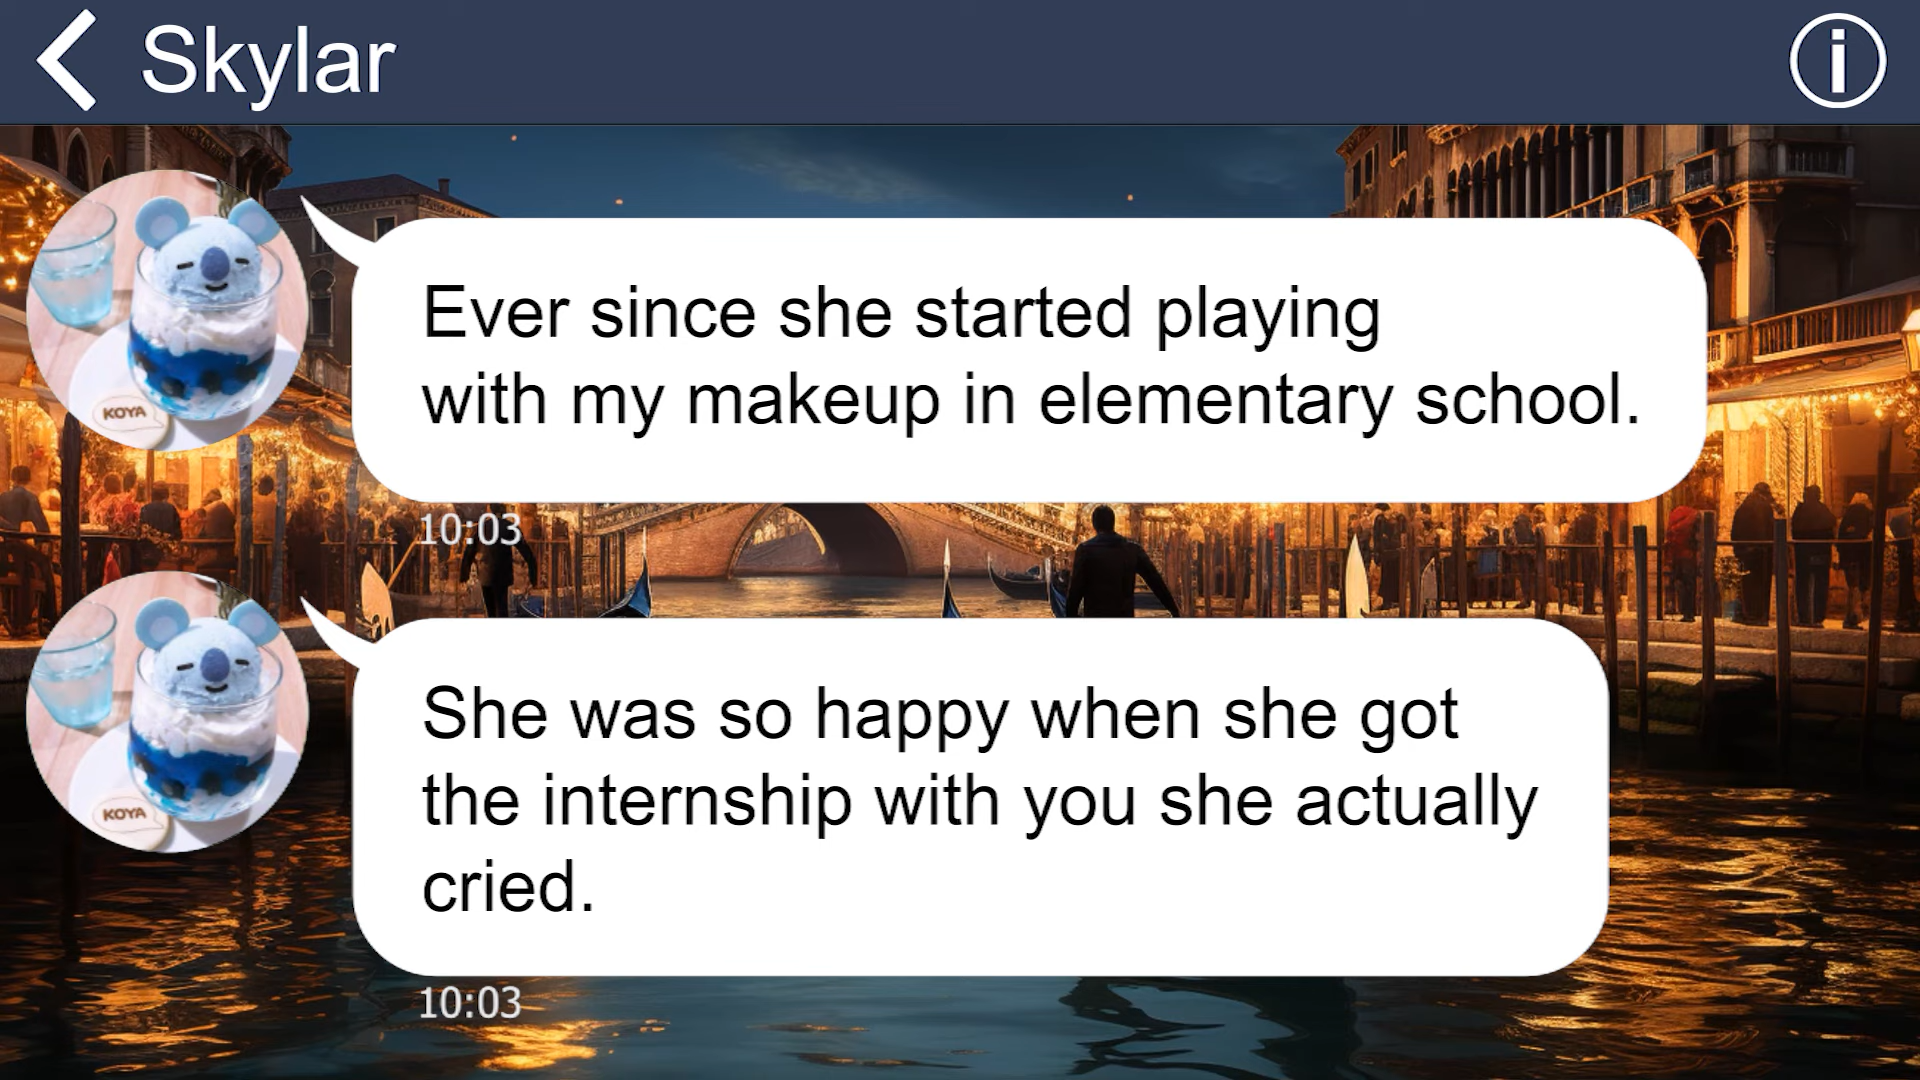 Skylar
Ever since she started playing
with my makeup in elementary school.
KOYA
10:03
She was so happy when she got
the internship with you she actually
cried.
KOYA
10:03